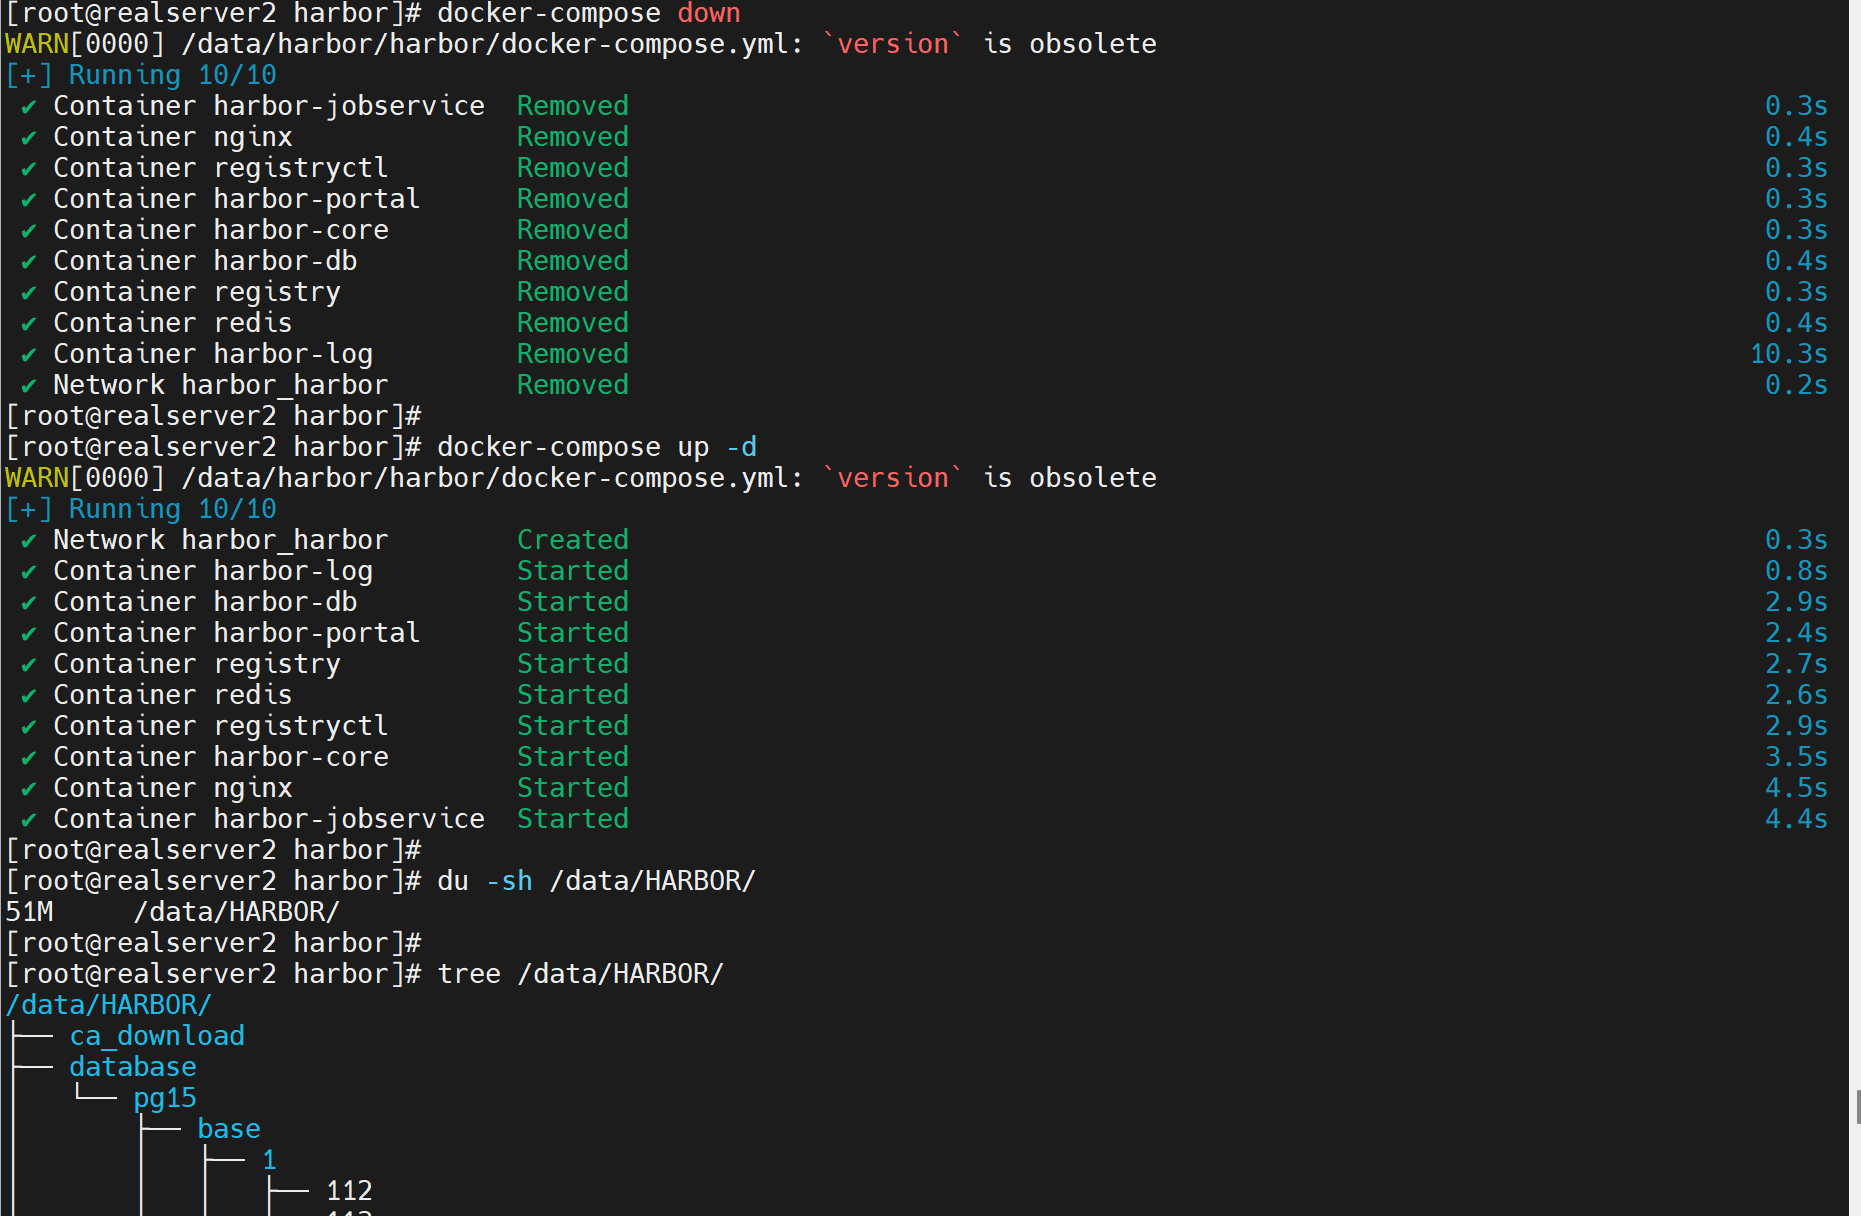 [root@realserver2 harbor]# docker-compose down
WARN[0000] /data/harbor/harbor/docker-compose.yml: `version` is obsolete
[+] Running 10/10
✔ Container harbor-jobservice  Removed  0.3s
✔ Container nginx  Removed  0.4s
✔ Container registryctl  Removed  0.3s
✔ Container harbor-portal  Removed  0.3s
✔ Container harbor-core  Removed  0.3s
✔ Container harbor-db  Removed  0.4s
✔ Container registry  Removed  0.3s
✔ Container redis  Removed  0.4s
✔ Container harbor-log  Removed  10.3s
✔ Network harbor_harbor  Removed  0.2s
[root@realserver2 harbor]#
[root@realserver2 harbor]# docker-compose up -d
WARN[0000] /data/harbor/harbor/docker-compose.yml: `version` is obsolete
[+] Running 10/10
✔ Network harbor_harbor  Created  0.3s
✔ Container harbor-log  Started  0.8s
✔ Container harbor-db  Started  2.9s
✔ Container harbor-portal  Started  2.4s
✔ Container registry  Started  2.7s
✔ Container redis  Started  2.6s
✔ Container registryctl  Started  2.9s
✔ Container harbor-core  Started  3.5s
✔ Container nginx  Started  4.5s
✔ Container harbor-jobservice  Started  4.4s
[root@realserver2 harbor]#
[root@realserver2 harbor]# du -sh /data/HARBOR/
51M     /data/HARBOR/
[root@realserver2 harbor]#
[root@realserver2 harbor]# tree /data/HARBOR/
/data/HARBOR/
├── ca_download
├── database
│   └── pg15
│       ├── base
│       │   ├── 1
│       │   │   ├── 112